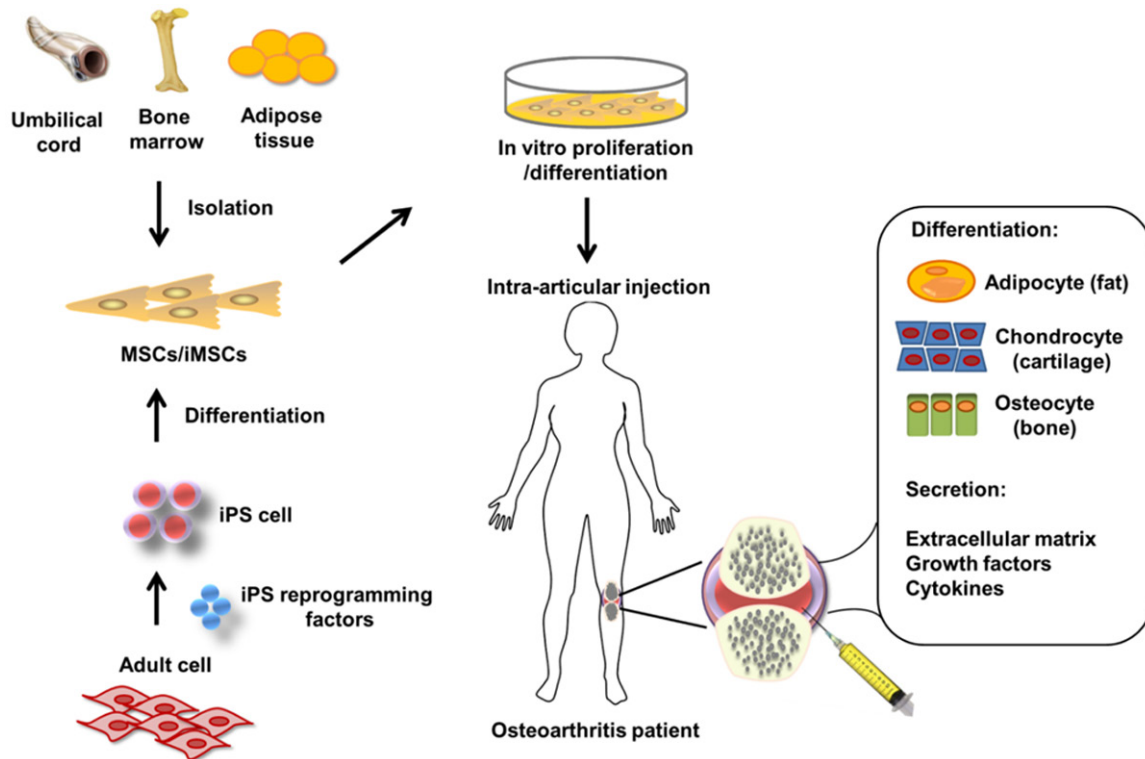 Umbilical
cord
Bone
marrow
Adipose
tissue
Isolation
MSCs/iMSCs
Differentiation
iPS cell
iPS reprogramming
factors
Adult cell
In vitro proliferation
/differentiation
Intra-articular injection
Osteoarthritis patient
Differentiation:
Adipocyte (fat)
Chondrocyte
(cartilage)
Osteocyte
(bone)
Secretion:
Extracellular matrix
Growth factors
Cytokines